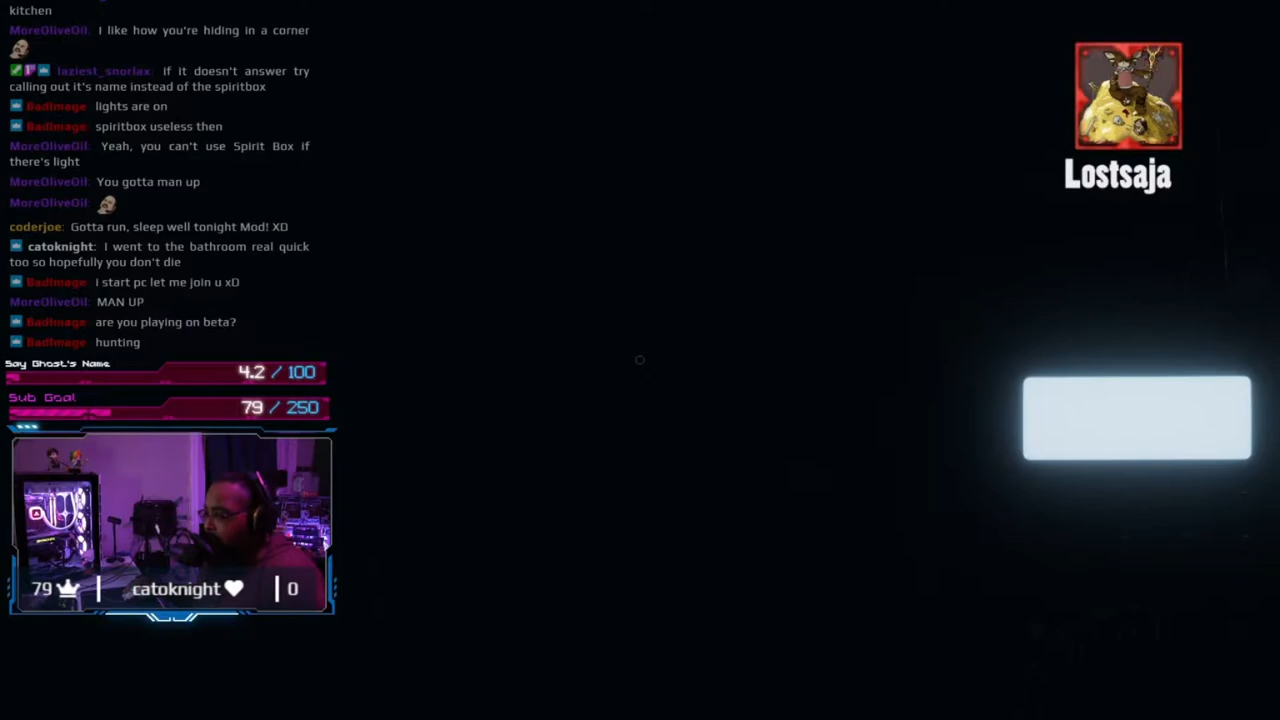 kitchen
MoreOliveOil: I like how you're hiding in a corner
laziest_snorlax: if it doesn't answer try
calling out it's name instead of the spiritbox
BadImage lights are on
BadImage spiritbox useless then
MoreOliveOil: Yeah, you can't use Spirit Box if
there's light
MoreOliveOil: You gotta man up
MoreOliveOil:
coderjoe: Gotta run, sleep well tonight Mod! XD
catoknight: I went to the bathroom real quick
too so hopefully you don't die
BadImage i start pc let me join u xD
MoreOliveOil: MAN UP
BadImage are you playing on beta?
BadImage hunting
Say Ghost's Name
4.2 / 100
Sub Goal
79 / 250
79 | catoknight | 0
Lostsaja